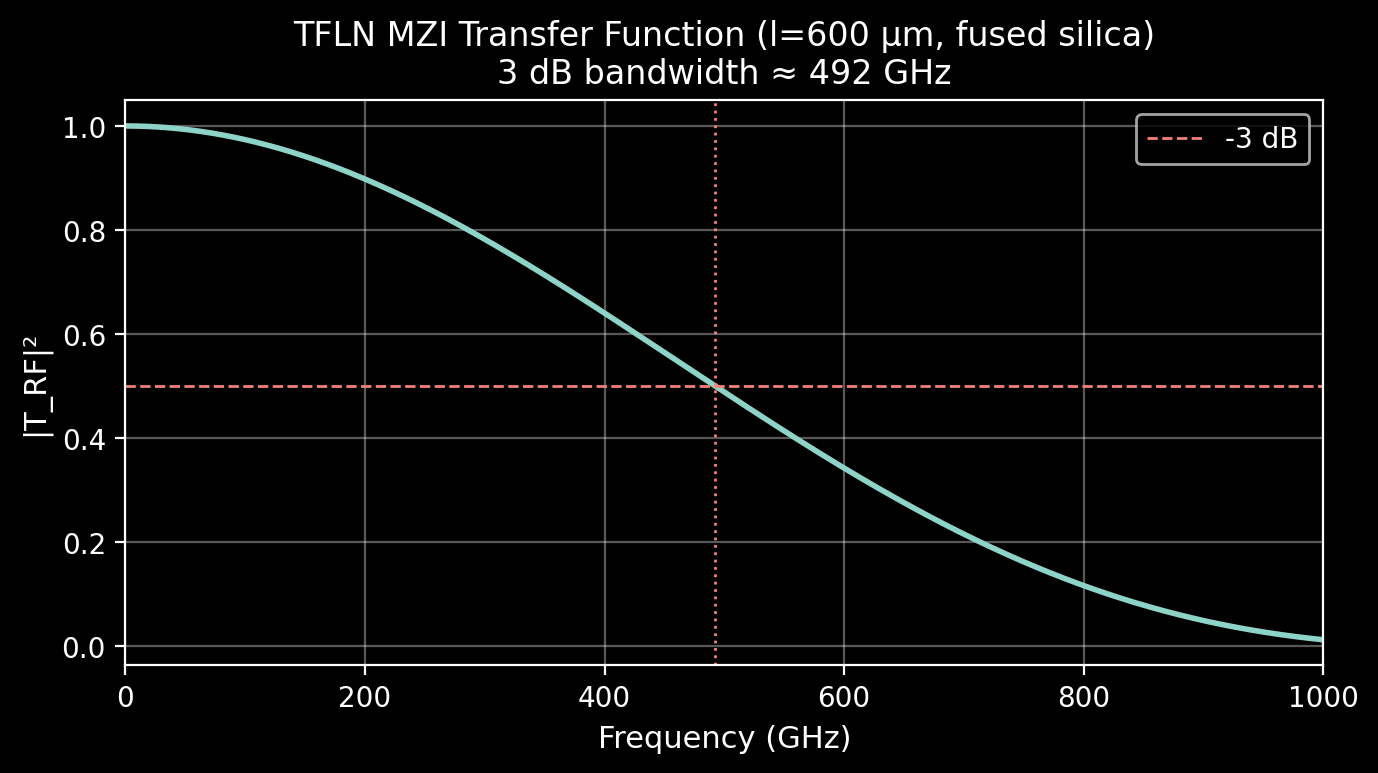 TFLN MZI Transfer Function (l=600 μm, fused silica)
3 dB bandwidth ≈ 492 GHz
-3 dB
|T_RF|²
1.0
0.8
0.6
0.4
0.2
0.0
0
200
400
600
800
1000
Frequency (GHz)